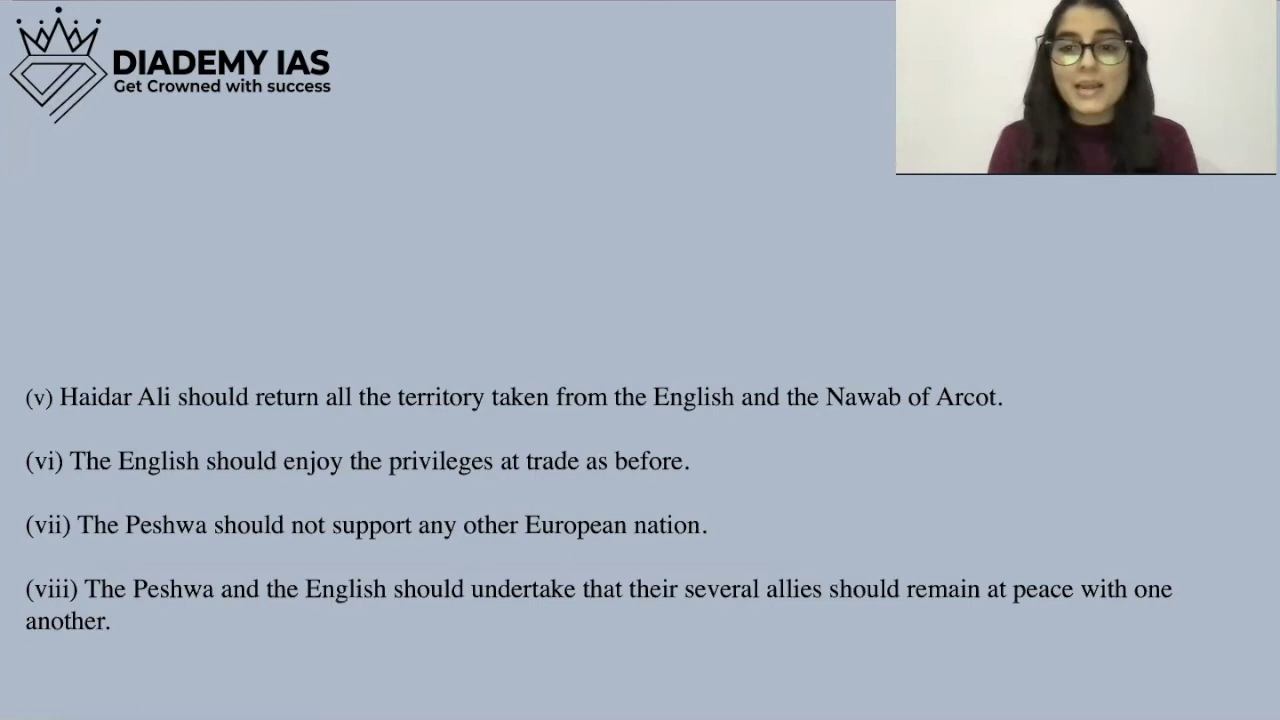 DIADEMY IAS
Get Crowned with success
(v) Haidar Ali should return all the territory taken from the English and the Nawab of Arcot.
(vi) The English should enjoy the privileges at trade as before.
(vii) The Peshwa should not support any other European nation.
(viii) The Peshwa and the English should undertake that their several allies should remain at peace with one
another.